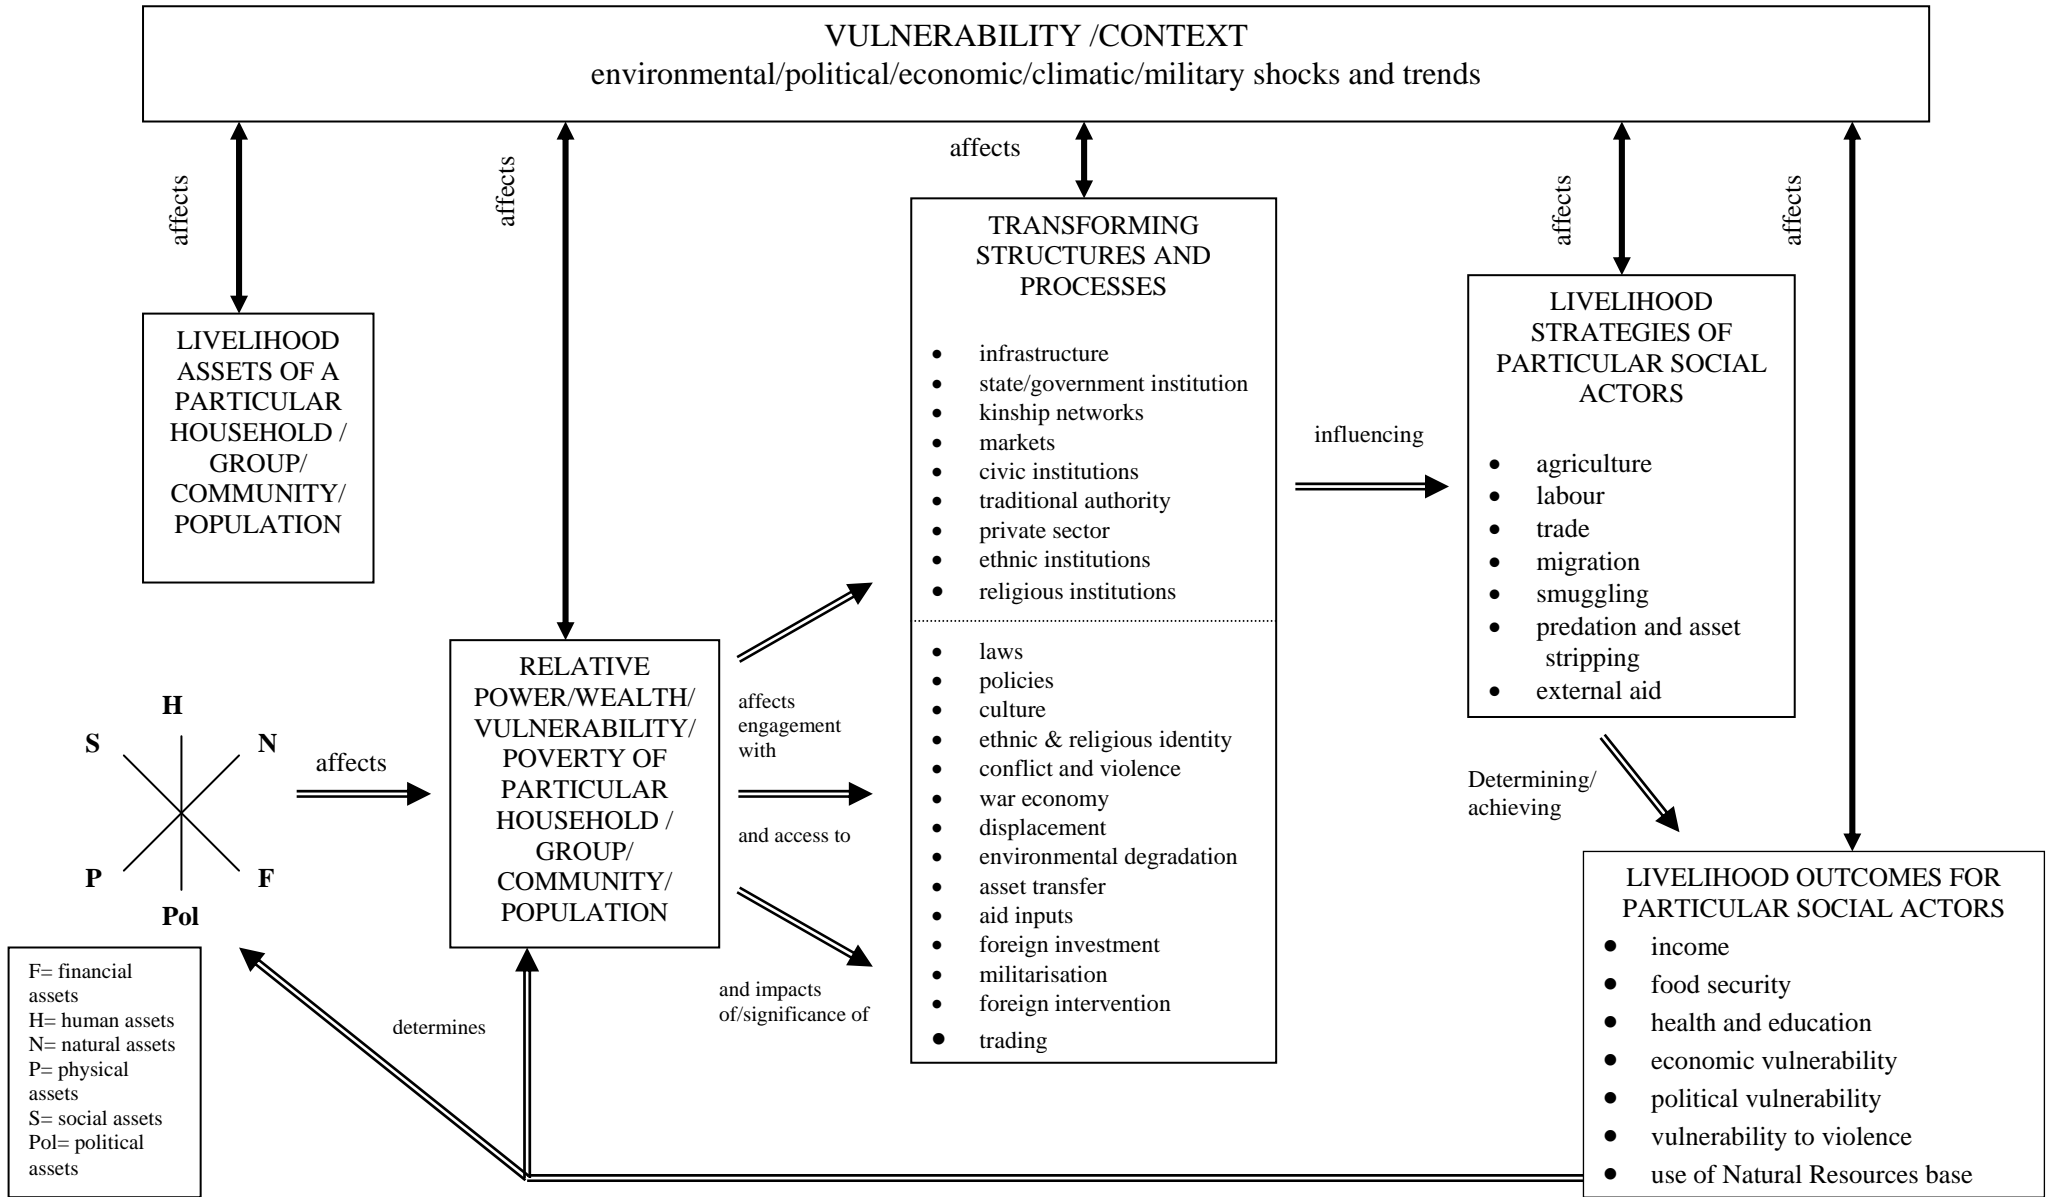 VULNERABILITY /CONTEXT
environmental/political/economic/climatic/military shocks and trends
affects
affects
affects
affects
affects
LIVELIHOOD
ASSETS OF A
PARTICULAR
HOUSEHOLD /
GROUP/
COMMUNITY/
POPULATION
H
S
N
P
F
Pol
F= financial
assets
H= human assets
N= natural assets
P= physical
assets
S= social assets
Pol= political
assets
affects
RELATIVE
POWER/WEALTH/
VULNERABILITY/
POVERTY OF
PARTICULAR
HOUSEHOLD /
GROUP/
COMMUNITY/
POPULATION
affects
engagement
with
and access to
and impacts
of/significance of
TRANSFORMING
STRUCTURES AND
PROCESSES
• infrastructure
• state/government institution
• kinship networks
• markets
• civic institutions
• traditional authority
• private sector
• ethnic institutions
• religious institutions
• laws
• policies
• culture
• ethnic & religious identity
• conflict and violence
• war economy
• displacement
• environmental degradation
• asset transfer
• aid inputs
• foreign investment
• militarisation
• foreign intervention
• trading
influencing
LIVELIHOOD
STRATEGIES OF
PARTICULAR SOCIAL
ACTORS
• agriculture
• labour
• trade
• migration
• smuggling
• predation and asset
stripping
• external aid
Determining/
achieving
LIVELIHOOD OUTCOMES FOR
PARTICULAR SOCIAL ACTORS
• income
• food security
• health and education
• economic vulnerability
• political vulnerability
• vulnerability to violence
• use of Natural Resources base
determines